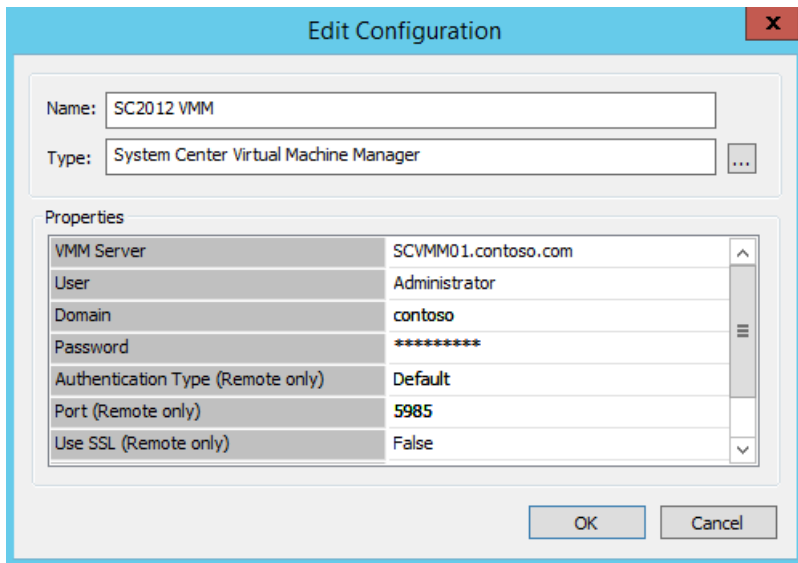 Edit Configuration
x
Name: SC2012 VMM
Type: System Center Virtual Machine Manager ...
Properties
VMM Server SCVMM01.contoso.com
User Administrator
Domain contoso
Password *********
Authentication Type (Remote only) Default
Port (Remote only) 5985
Use SSL (Remote only) False
OK Cancel